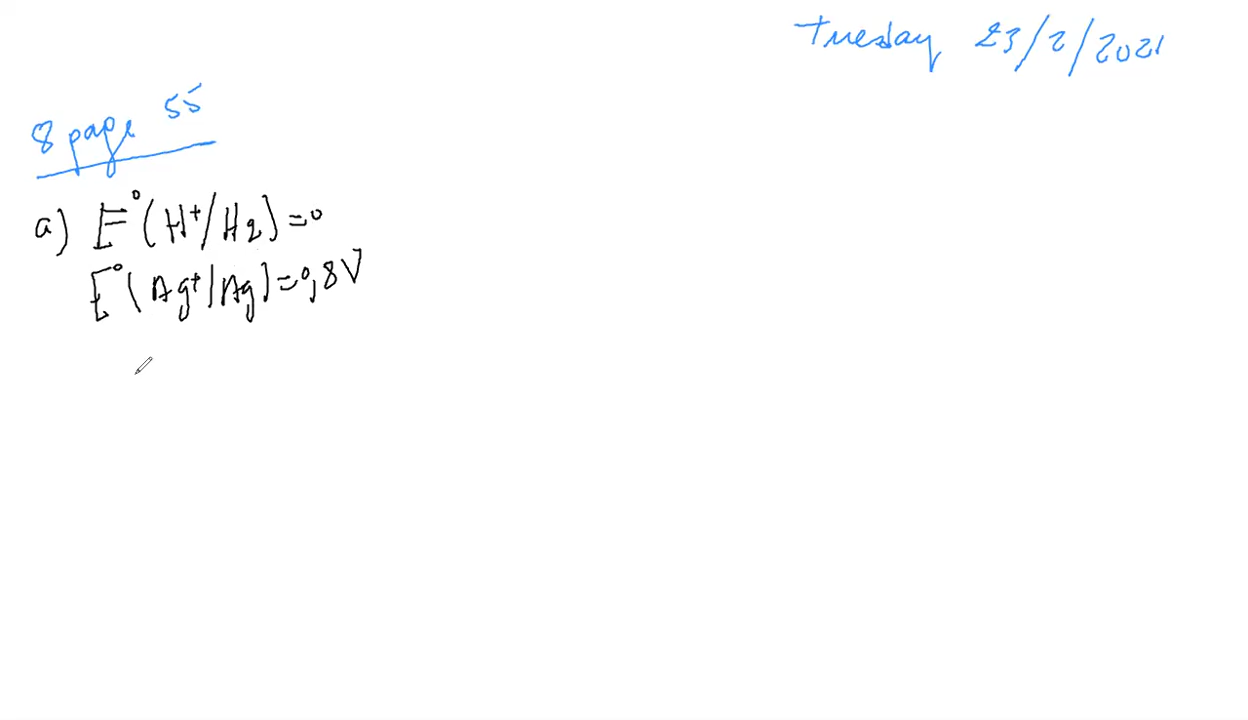 Tuesday 23/2/2021
8 page 55
a) E°(H⁺/H₂)=0
E°(Ag⁺/Ag)=0,8V